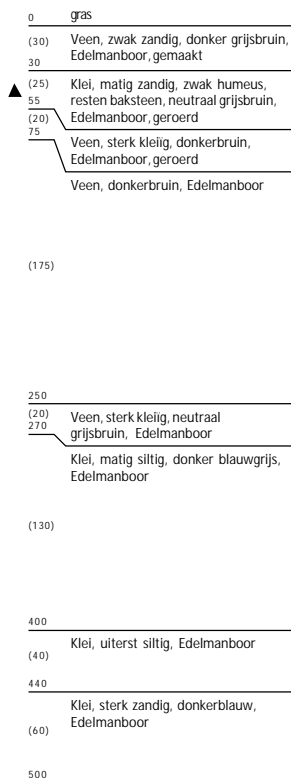 0 gras
(30) Veen, zwak zandig, donker grijsbruin,
Edelmanboor, gemaakt
30
(25) Klei, matig zandig, zwak humeus,
55 resten baksteen, neutraal grijsbruin,
(20) Edelmanboor, geroerd
75
Veen, sterk kleiïg, donkerbruin,
Edelmanboor, geroerd
Veen, donkerbruin, Edelmanboor
(175)
250
(20) Veen, sterk kleiïg, neutraal
270 grijsbruin, Edelmanboor
Klei, matig siltig, donker blauwgrijs,
Edelmanboor
(130)
400
Klei, uiterst siltig, Edelmanboor
(40)
440
Klei, sterk zandig, donkerblauw,
Edelmanboor
(60)
500